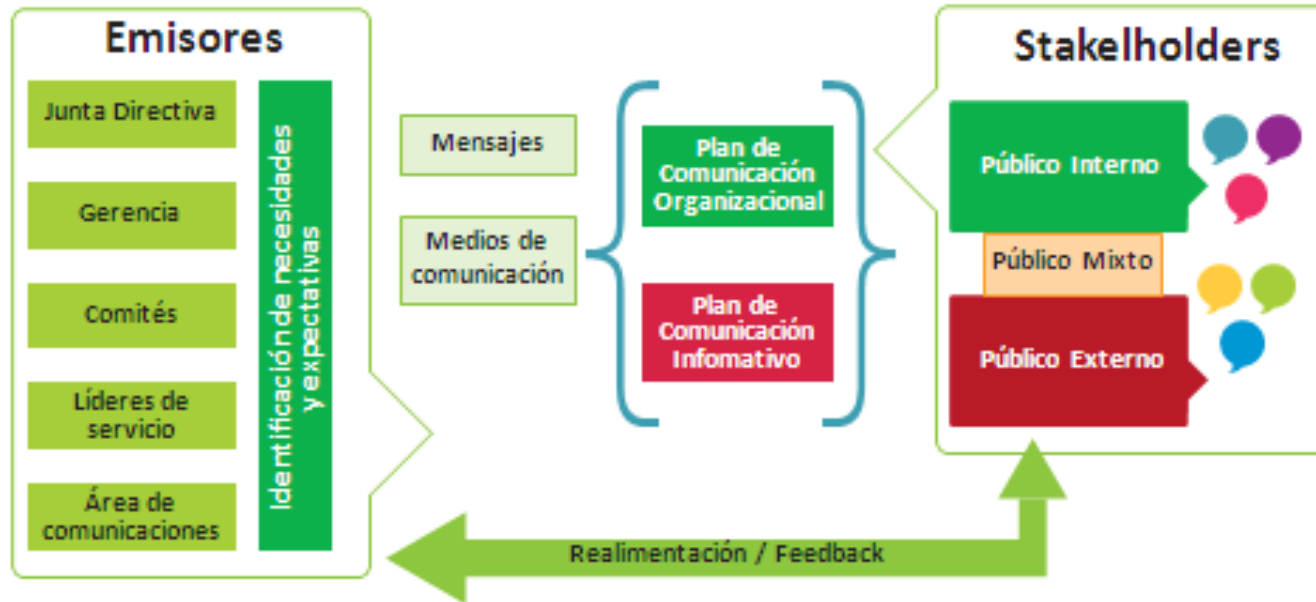 Emisores
Junta Directiva
Gerencia
Comités
Líderes de
servicio
Área de
comunicaciones
Identificación de necesidades
y expectativas
Mensajes
Medios de
comunicación
Plan de
Comunicación
Organizacional
Plan de
Comunicación
Infomativo
Stakelholders
Público Interno
Público Mixto
Público Externo
Realimentación / Feedback